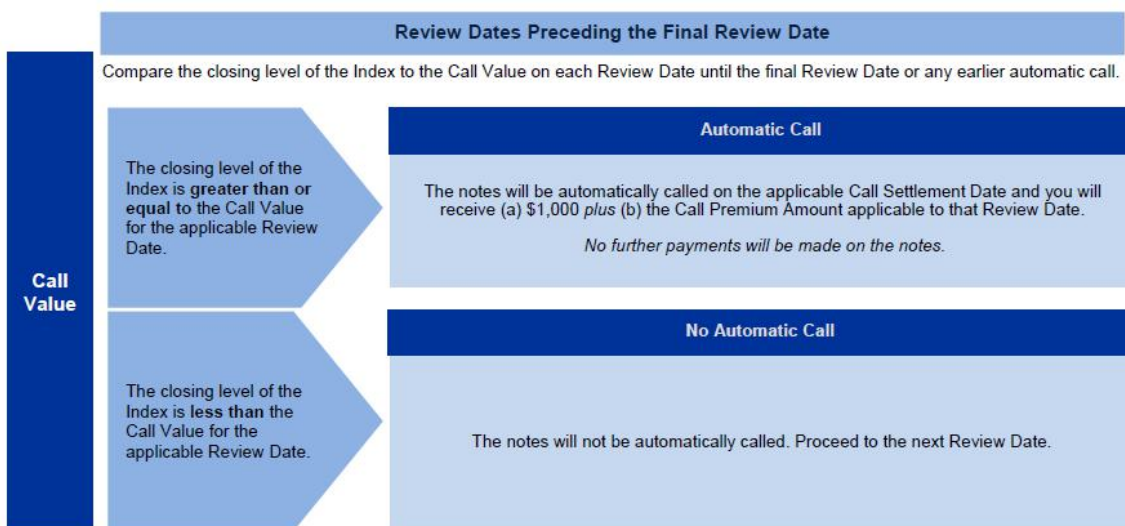 Review Dates Preceding the Final Review Date
Compare the closing level of the Index to the Call Value on each Review Date until the final Review Date or any earlier automatic call.
Call
Value
The closing level of the
Index is greater than or
equal to the Call Value
for the applicable Review
Date.
Automatic Call
The notes will be automatically called on the applicable Call Settlement Date and you will
receive (a) $1,000 plus (b) the Call Premium Amount applicable to that Review Date.
No further payments will be made on the notes.
The closing level of the
Index is less than the
Call Value for the
applicable Review Date.
No Automatic Call
The notes will not be automatically called. Proceed to the next Review Date.